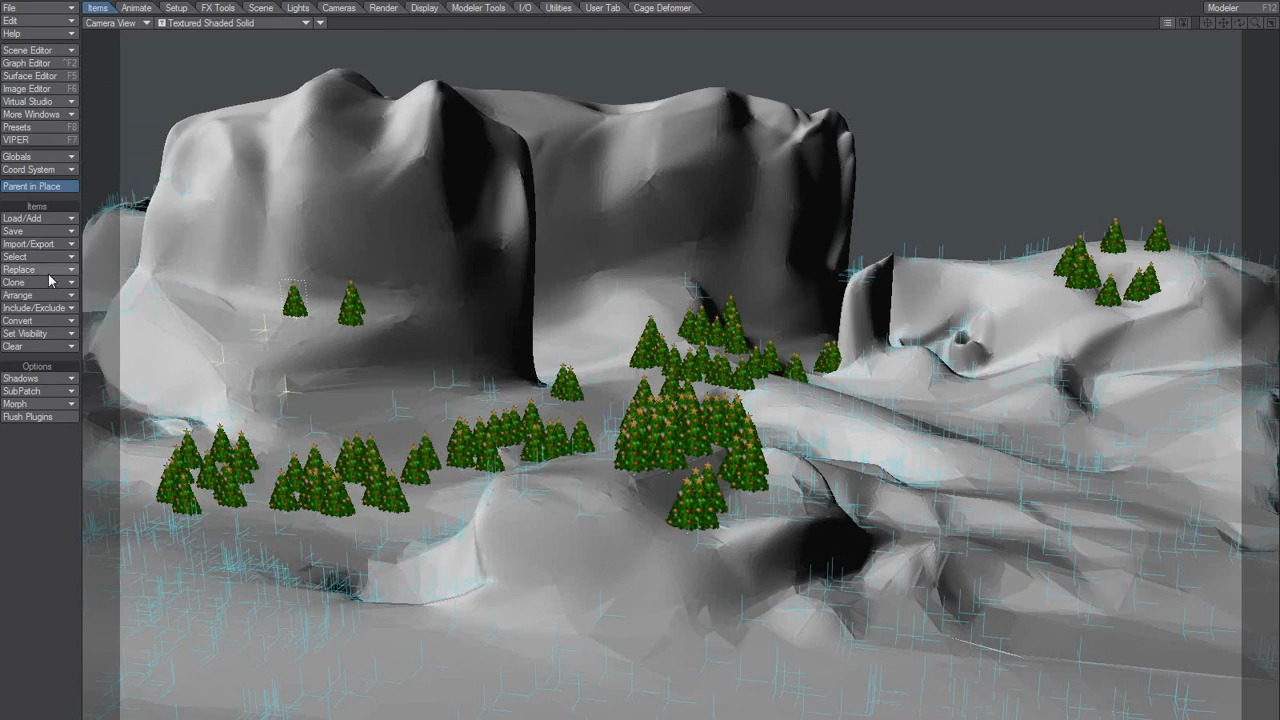 File
Items Animate Setup FX Tools Scene Lights Cameras Render Display Modeler Tools I/O Utilities User Tab Cage Deformer Modeler F12
Edit
Camera View T Textured Shaded Solid
Help
Scene Editor
Graph Editor ^F2
Surface Editor F5
Image Editor F6
Virtual Studio
More Windows
Presets F8
VIPER F7
Globals
Coord System
Parent in Place
Items
Load/Add
Save
Import/Export
Select
Replace
Clone
Arrange
Include/Exclude
Convert
Set Visibility
Clear
Options
Shadows
SubPatch
Morph
Flush Plugins